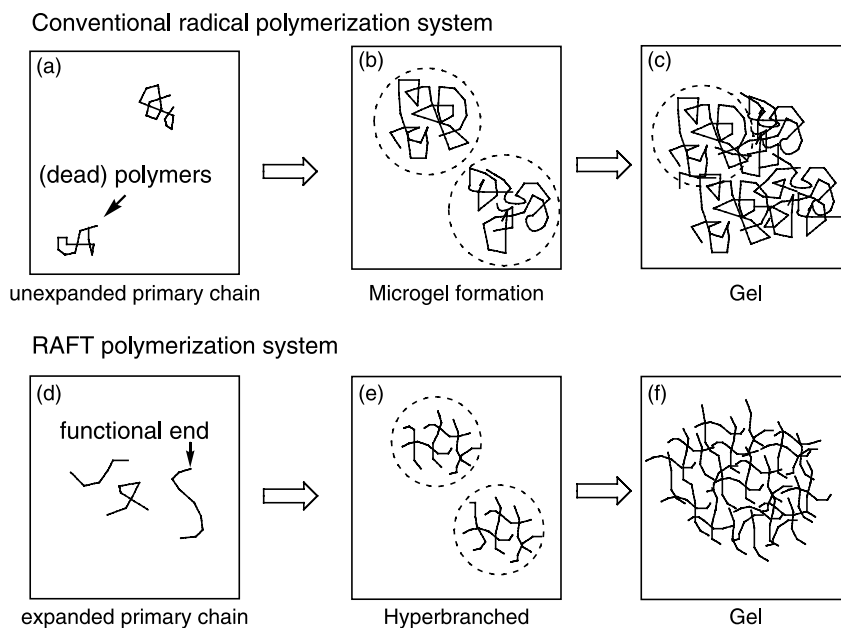 Conventional radical polymerization system
(a)
(b)
(c)
(dead) polymers
unexpanded primary chain
Microgel formation
Gel
RAFT polymerization system
(d)
(e)
(f)
functional end
expanded primary chain
Hyperbranched
Gel